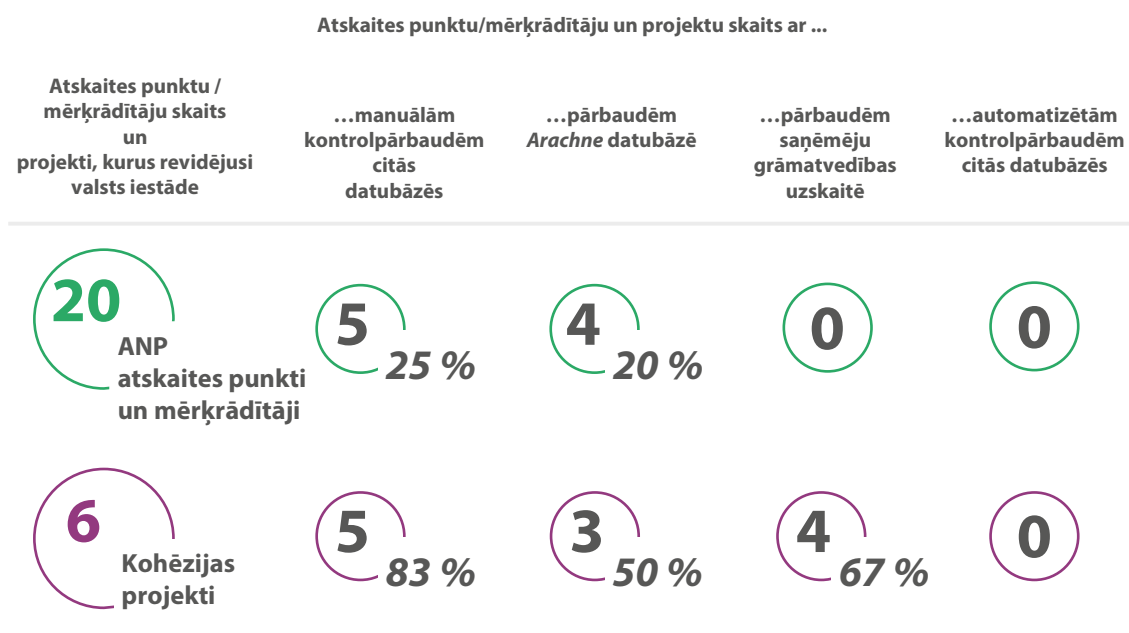 Atskaites punktu/mērķrādītāju un projektu skaits ar ...
Atskaites punktu /
mērķrādītāju skaits
un
projekti, kurus revidējusi
valsts iestāde
…manuālām
kontrolpārbaudēm
citās
datubāzēs
…pārbaudēm
Arachne datubāzē
…pārbaudēm
saņēmēju
grāmatvedības
uzskaitē
…automatizētām
kontrolpārbaudēm
citās datubāzēs
20
ANP
atskaites punkti
un mērķrādītāji
5
25 %
4
20 %
0
0
6
Kohēzijas
projekti
5
83 %
3
50 %
4
67 %
0